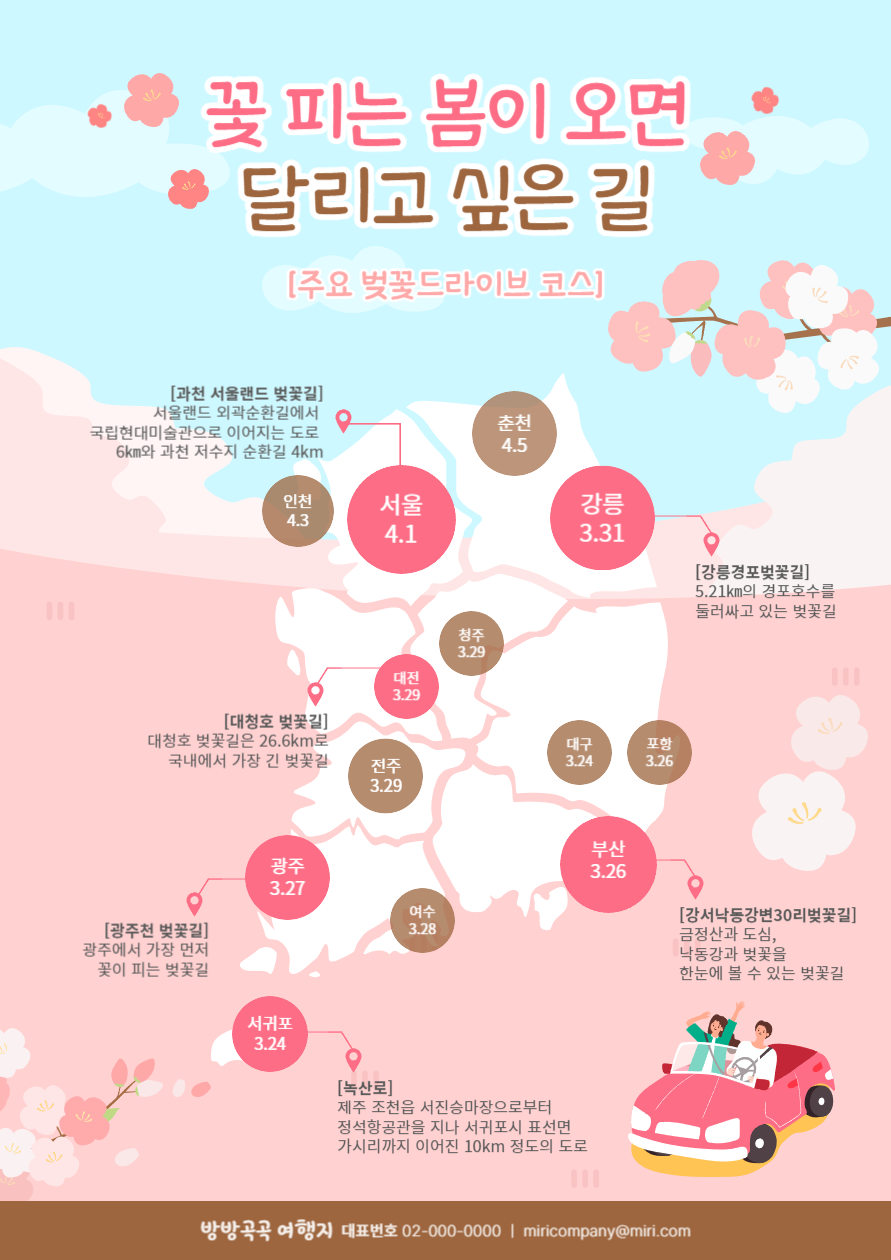 꽃 피는 봄이 오면
달리고 싶은 길
[주요 벚꽃드라이브 코스]
[과천 서울랜드 벚꽃길]
서울랜드 외곽순환길에서
국립현대미술관으로 이어지는 도로
6㎞와 과천 저수지 순환길 4km
춘천
4.5
인천
4.3
서울
4.1
강릉
3.31
[강릉경포벚꽃길]
5.21㎞의 경포호수를
둘러싸고 있는 벚꽃길
청주
3.29
대전
3.29
[대청호 벚꽃길]
대청호 벚꽃길은 26.6km로
국내에서 가장 긴 벚꽃길
전주
3.29
대구
3.24
포항
3.26
광주
3.27
[광주천 벚꽃길]
광주에서 가장 먼저
꽃이 피는 벚꽃길
부산
3.26
[강서낙동강변30리벚꽃길]
금정산과 도심,
낙동강과 벚꽃을
한눈에 볼 수 있는 벚꽃길
여수
3.28
서귀포
3.24
[녹산로]
제주 조천읍 서진승마장으로부터
정석항공관을 지나 서귀포시 표선면
가시리까지 이어진 10km 정도의 도로
방방곡곡 여행지 대표번호 02-000-0000 | miricompany@miri.com